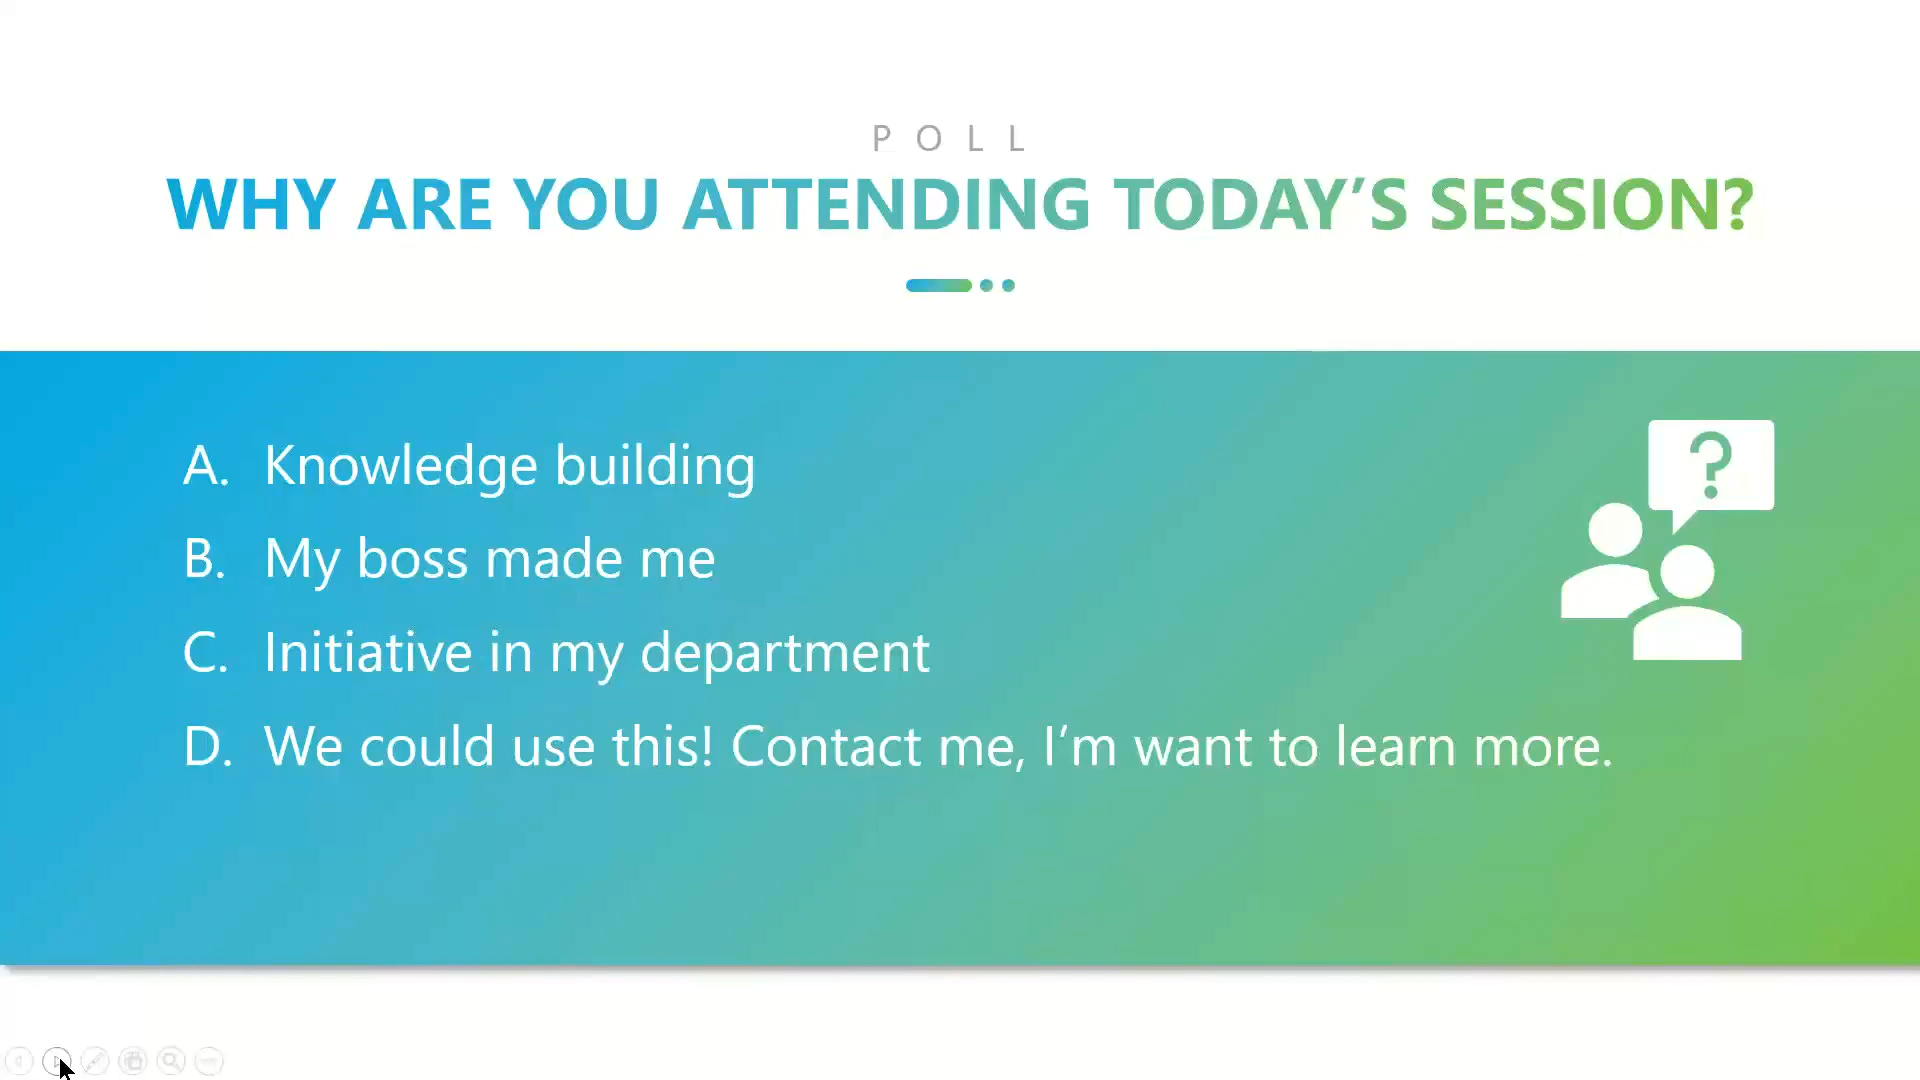 POLL
WHY ARE YOU ATTENDING TODAY’S SESSION?
?
A. Knowledge building
B. My boss made me
C. Initiative in my department
D. We could use this! Contact me, I’m want to learn more.